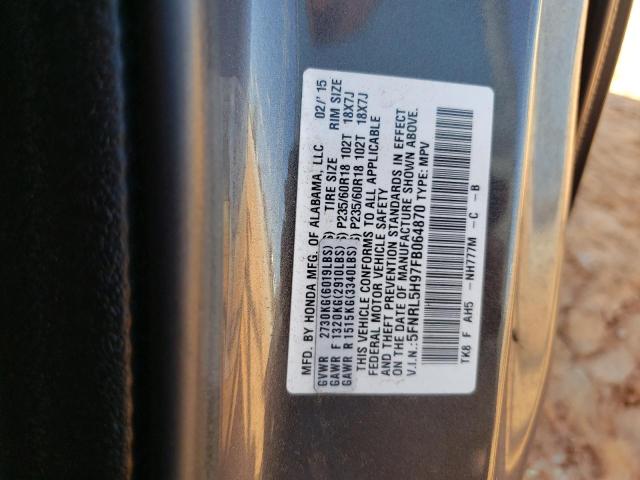 MFD. BY HONDA MFG. OF ALABAMA, LLC 02/'15
TIRE SIZE RIM SIZE
GVWR 2730KG(6019LBS)
GAWR F 1320KG(2910LBS) P235/60R18 102T 18X7J
GAWR R 1515KG(3340LBS) P235/60R18 102T 18X7J
THIS VEHICLE CONFORMS TO ALL APPLICABLE
FEDERAL MOTOR VEHICLE SAFETY
AND THEFT PREVENTION STANDARDS IN EFFECT
ON THE DATE OF MANUFACTURE SHOWN ABOVE.
V.I.N.:5FNRL5H97FB064870 TYPE: MPV
TK8 F AH5 -NH777M -C -B